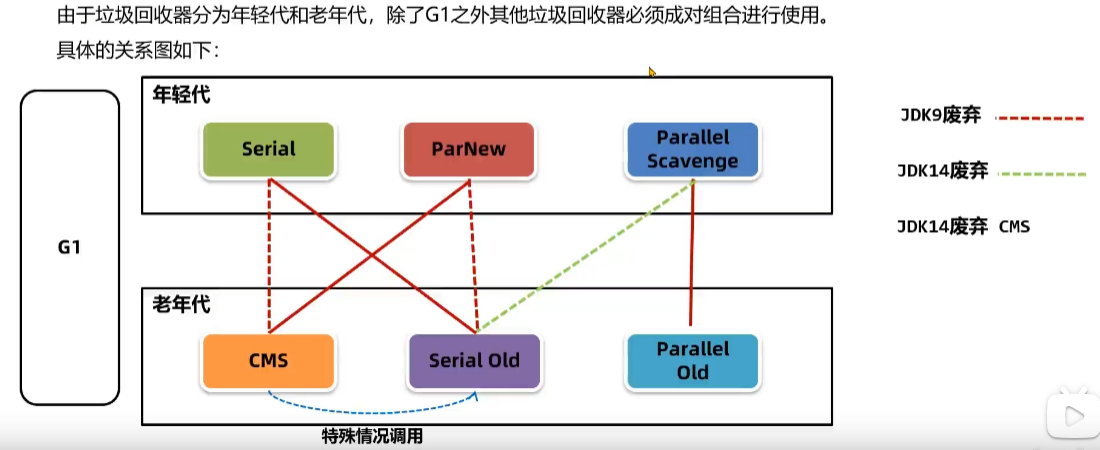 由于垃圾回收器分为年轻代和老年代，除了G1之外其他垃圾回收器必须成对组合进行使用。
具体的关系图如下：
年轻代
JDK9废弃
Serial
ParNew
Parallel
Scavenge
JDK14废弃
JDK14废弃 CMS
G1
老年代
CMS
Serial Old
Parallel
Old
特殊情况调用